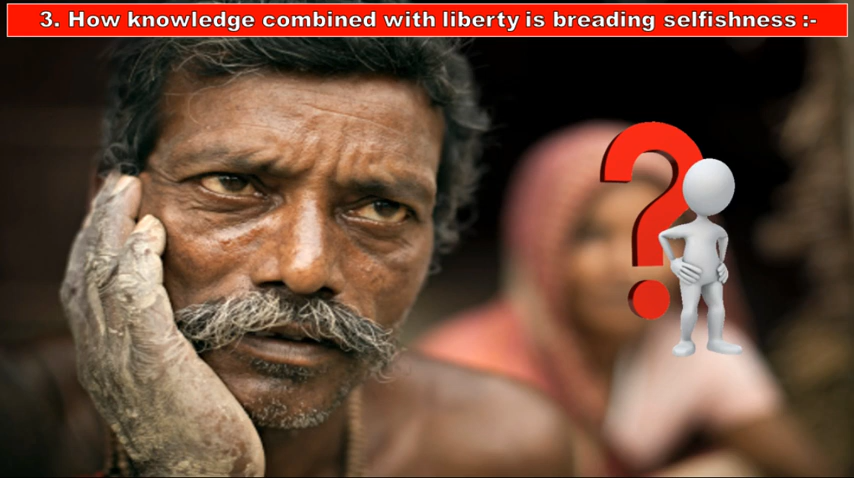 3. How knowledge combined with liberty is breading selfishness :-
?